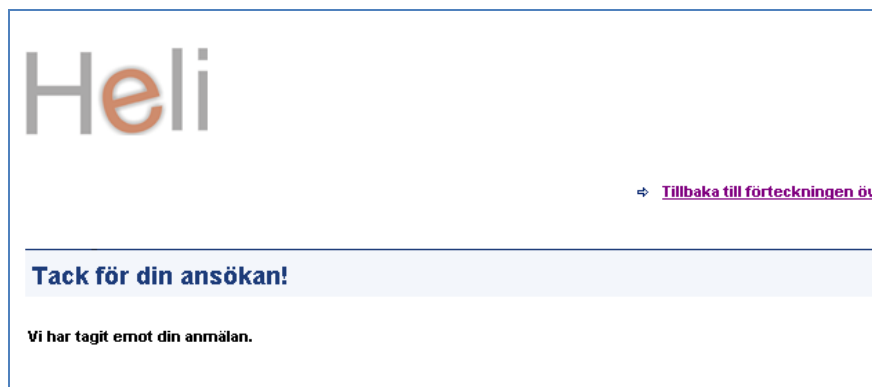 Heli
Tillbaka till förteckningen
Tack för din ansökan!
Vi har tagit emot din anmälan.